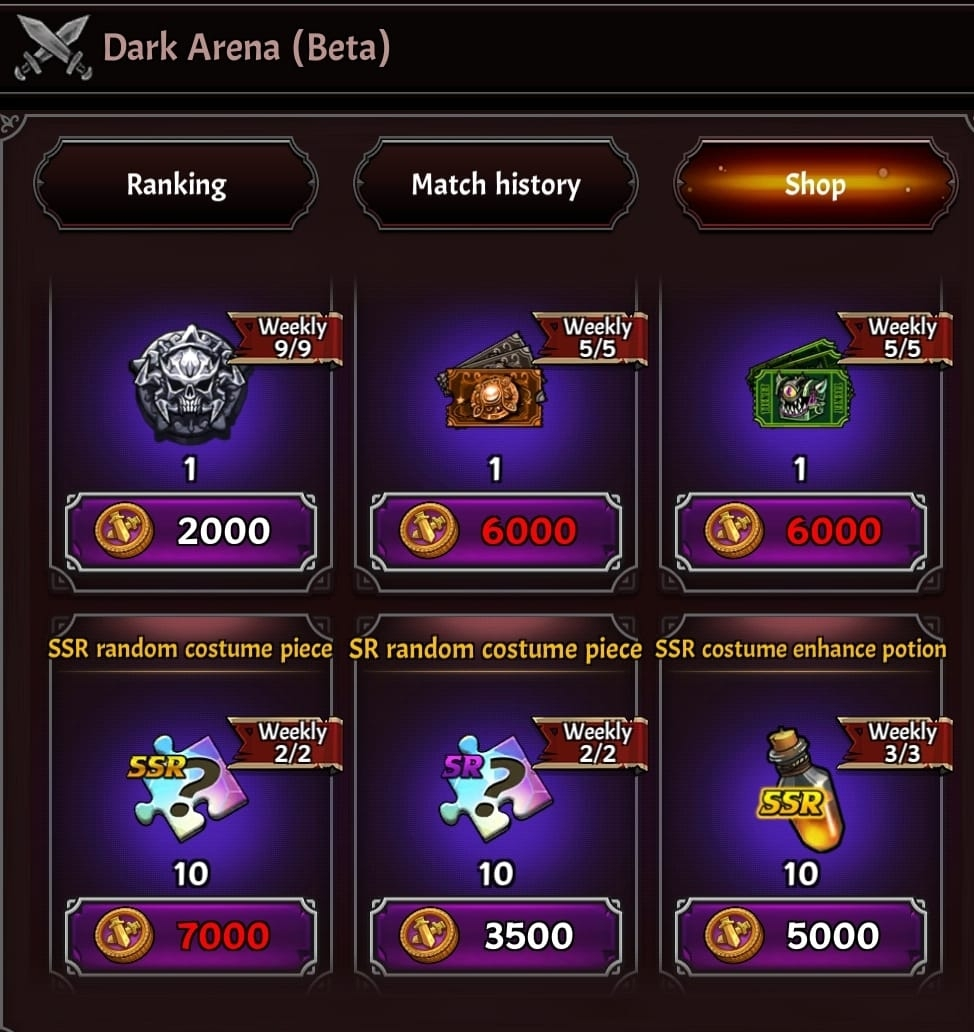 Dark Arena (Beta)
Ranking
Match history
Shop
Weekly
9/9
1
2000
Weekly
5/5
1
6000
Weekly
5/5
1
6000
SSR random costume piece
Weekly
2/2
SSR
10
7000
SR random costume piece
Weekly
2/2
SR
10
3500
SSR costume enhance potion
Weekly
3/3
SSR
10
5000